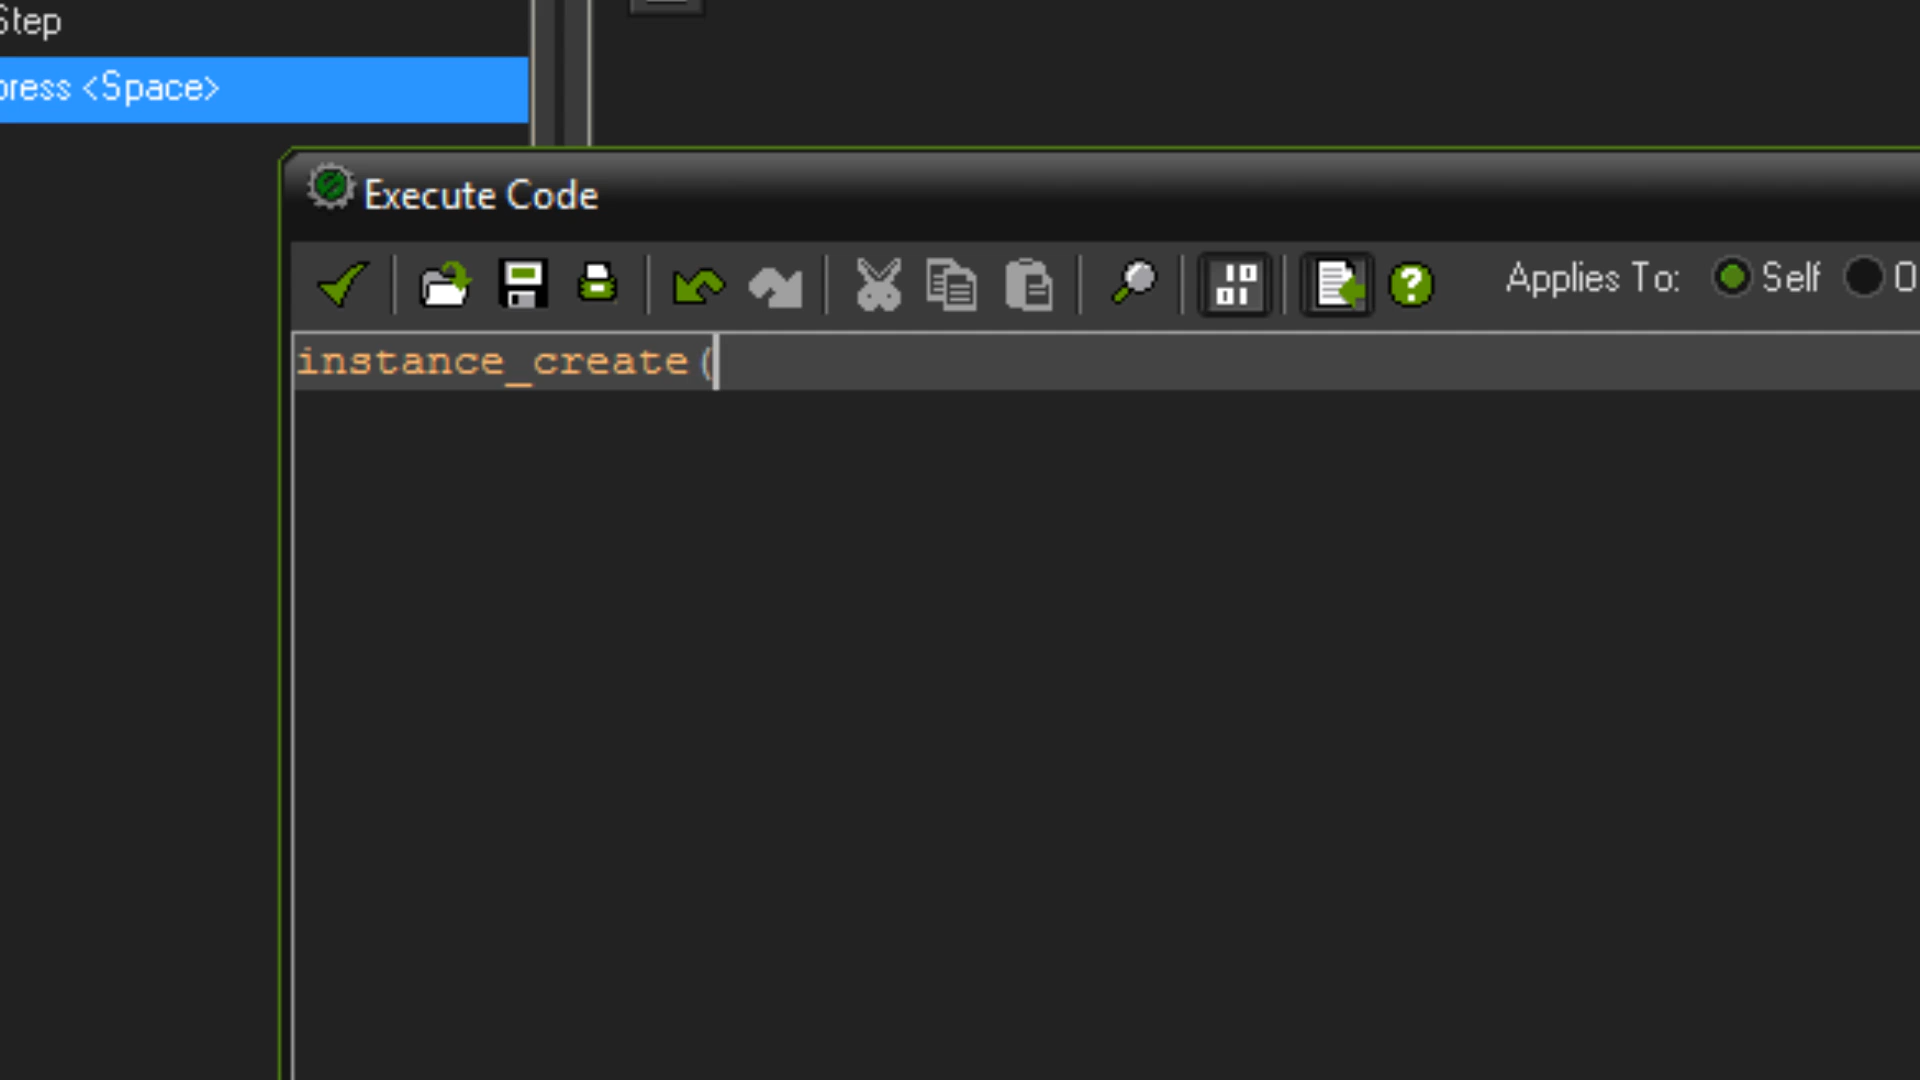 Step
press <Space>
Execute Code
Applies To: Self
instance_create(